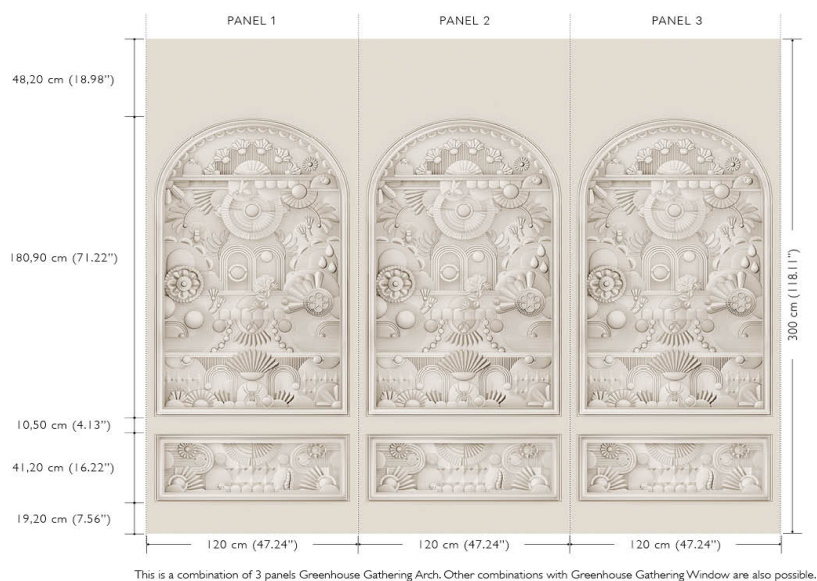 PANEL 1
PANEL 2
PANEL 3
48,20 cm (18.98")
180,90 cm (71.22")
10,50 cm (4.13")
41,20 cm (16.22")
19,20 cm (7.56")
300 cm (118.11")
120 cm (47.24")
120 cm (47.24")
120 cm (47.24")
This is a combination of 3 panels Greenhouse Gathering Arch. Other combinations with Greenhouse Gathering Window are also possible.